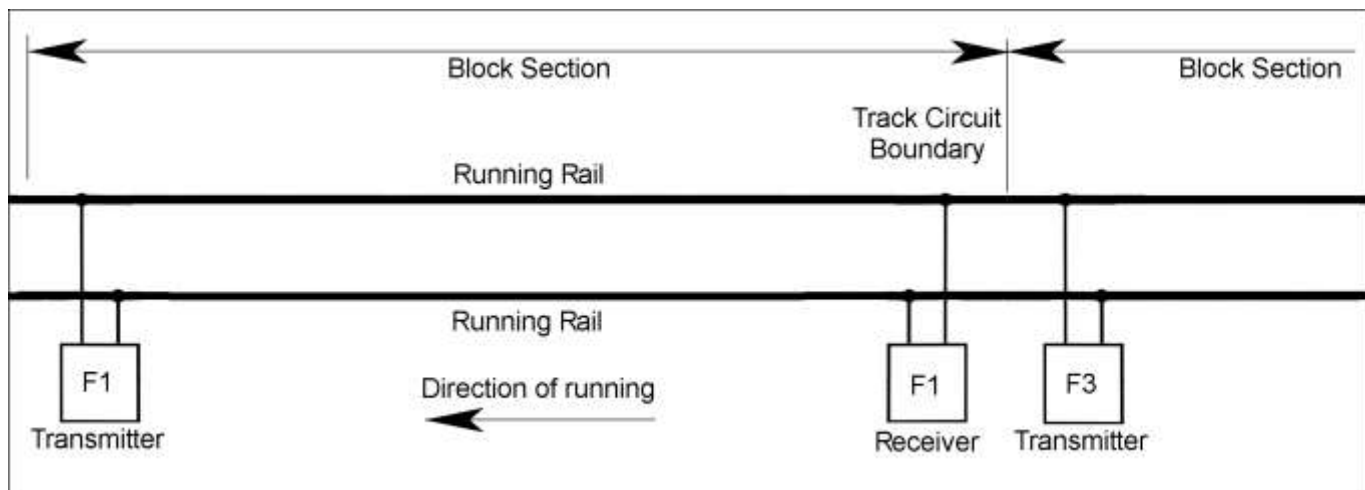 Block Section
Block Section
Track Circuit
Boundary
Running Rail
Running Rail
Direction of running
F1
F1
F3
Transmitter
Receiver
Transmitter